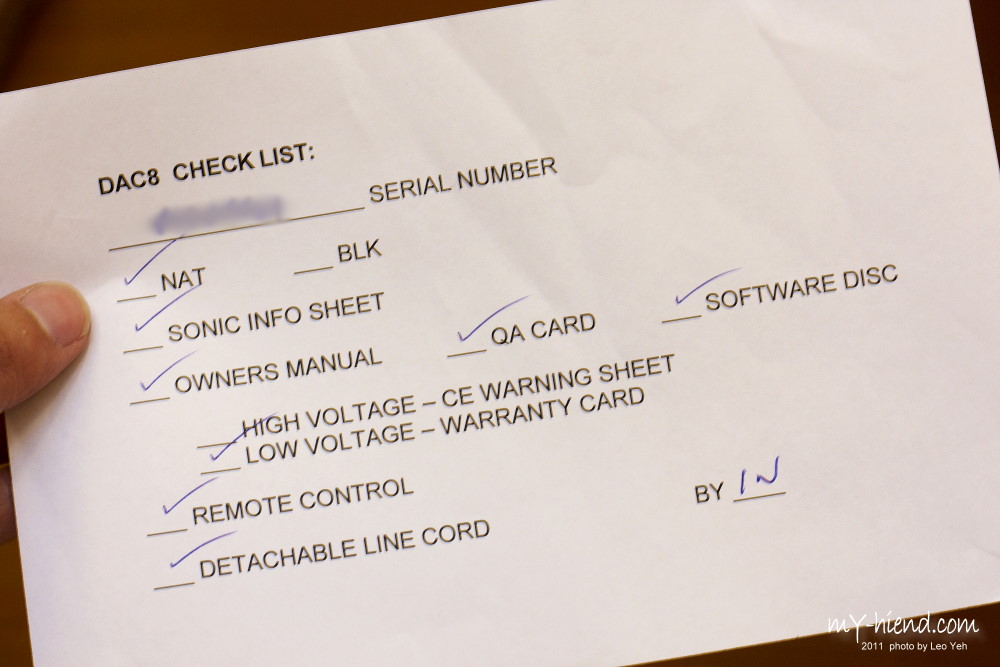 DAC8 CHECK LIST:
SERIAL NUMBER
NAT BLK
SONIC INFO SHEET
OWNERS MANUAL QA CARD SOFTWARE DISC
HIGH VOLTAGE – CE WARNING SHEET
LOW VOLTAGE – WARRANTY CARD
REMOTE CONTROL
BY IN
DETACHABLE LINE CORD
my-hiend.com
2011 photo by Leo Yeh